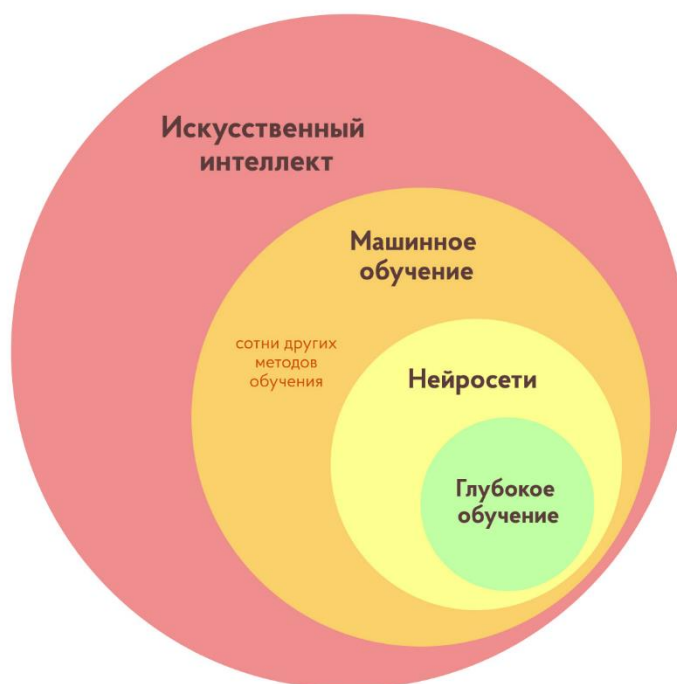 Искусственный
интеллект
Машинное
обучение
сотни других
методов
обучения
Нейросети
Глубокое
обучение